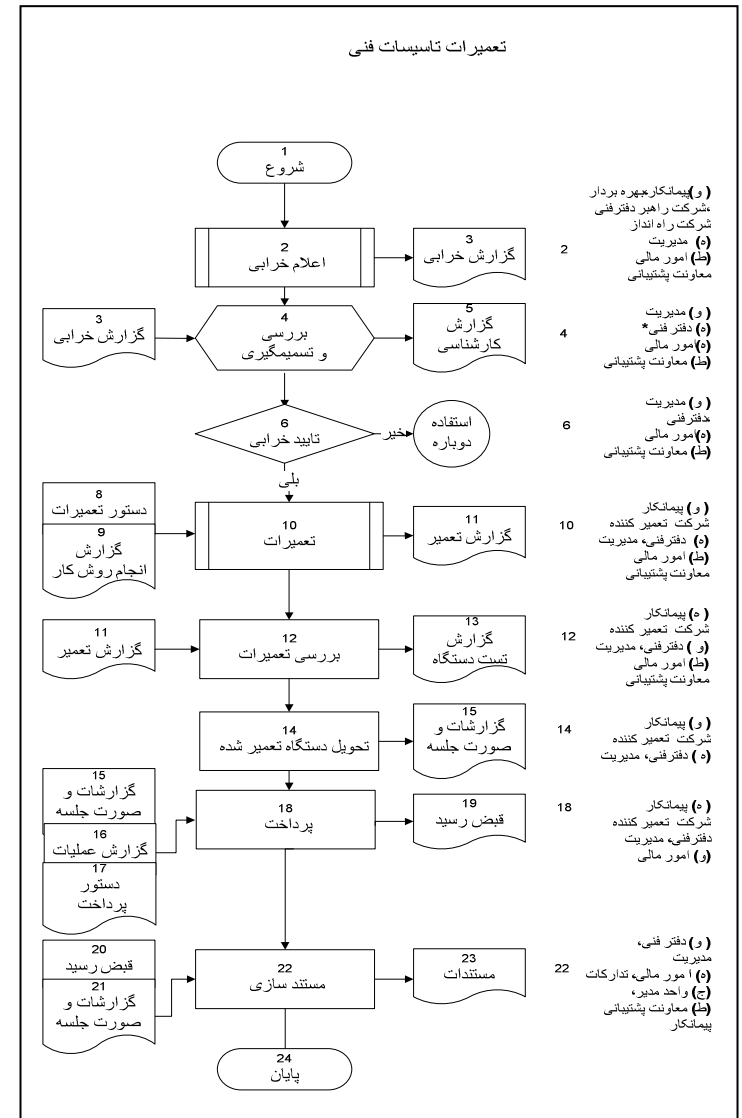 تعمیرات تاسیسات فنی
1
شروع
2
اعلام خرابی
3
گزارش خرابی
2
( و)پیمانکار،بهره بردار
،شرکت راهبر دفترفنی
شرکت راه انداز
(ه) مدیریت
(ط) امور مالی
معاونت پشتیبانی
3
گزارش خرابی
4
بررسی
و تسمیمگیری
5
گزارش
کارشناسی
4
( و) مدیریت
(ه) دفتر فنی*
(ه)امور مالی
(ط) معاونت پشتیبانی
6
تایید خرابی
خیر
استفاده
دوباره
6
( و) مدیریت
،دفترفنی
(ه)امور مالی
(ط) معاونت پشتیبانی
بلی
8
دستور تعمیرات
9
گزارش
انجام روش کار
10
تعمیرات
11
گزارش تعمیر
10
( و) پیمانکار
شرکت تعمیر کننده
(ه) دفترفنی، مدیریت
(ط) امور مالی
معاونت پشتیبانی
11
گزارش تعمیر
12
بررسی تعمیرات
13
گزارش
تست دستگاه
12
( ه) پیمانکار
شرکت تعمیر کننده
(و ) دفترفنی، مدیریت
(ط) امور مالی
معاونت پشتیبانی
14
تحویل دستگاه تعمیر شده
15
گزارشات و
صورت جلسه
14
( و) پیمانکار
شرکت تعمیر کننده
(ه ) دفترفنی، مدیریت
15
گزارشات و
صورت جلسه
16
گزارش عملیات
17
دستور
پرداخت
18
پرداخت
19
قبض رسید
18
( ه) پیمانکار
شرکت تعمیر کننده
دفترفنی، مدیریت
(و) امور مالی
20
قبض رسید
21
گزارشات و
صورت جلسه
22
مستند سازی
23
مستندات
22
( و) دفتر فنی،
مدیریت
(ه) ا مور مالی، تدارکات
(ج) واحد مدیر،
(ط) معاونت پشتیبانی
پیمانکار
24
پایان